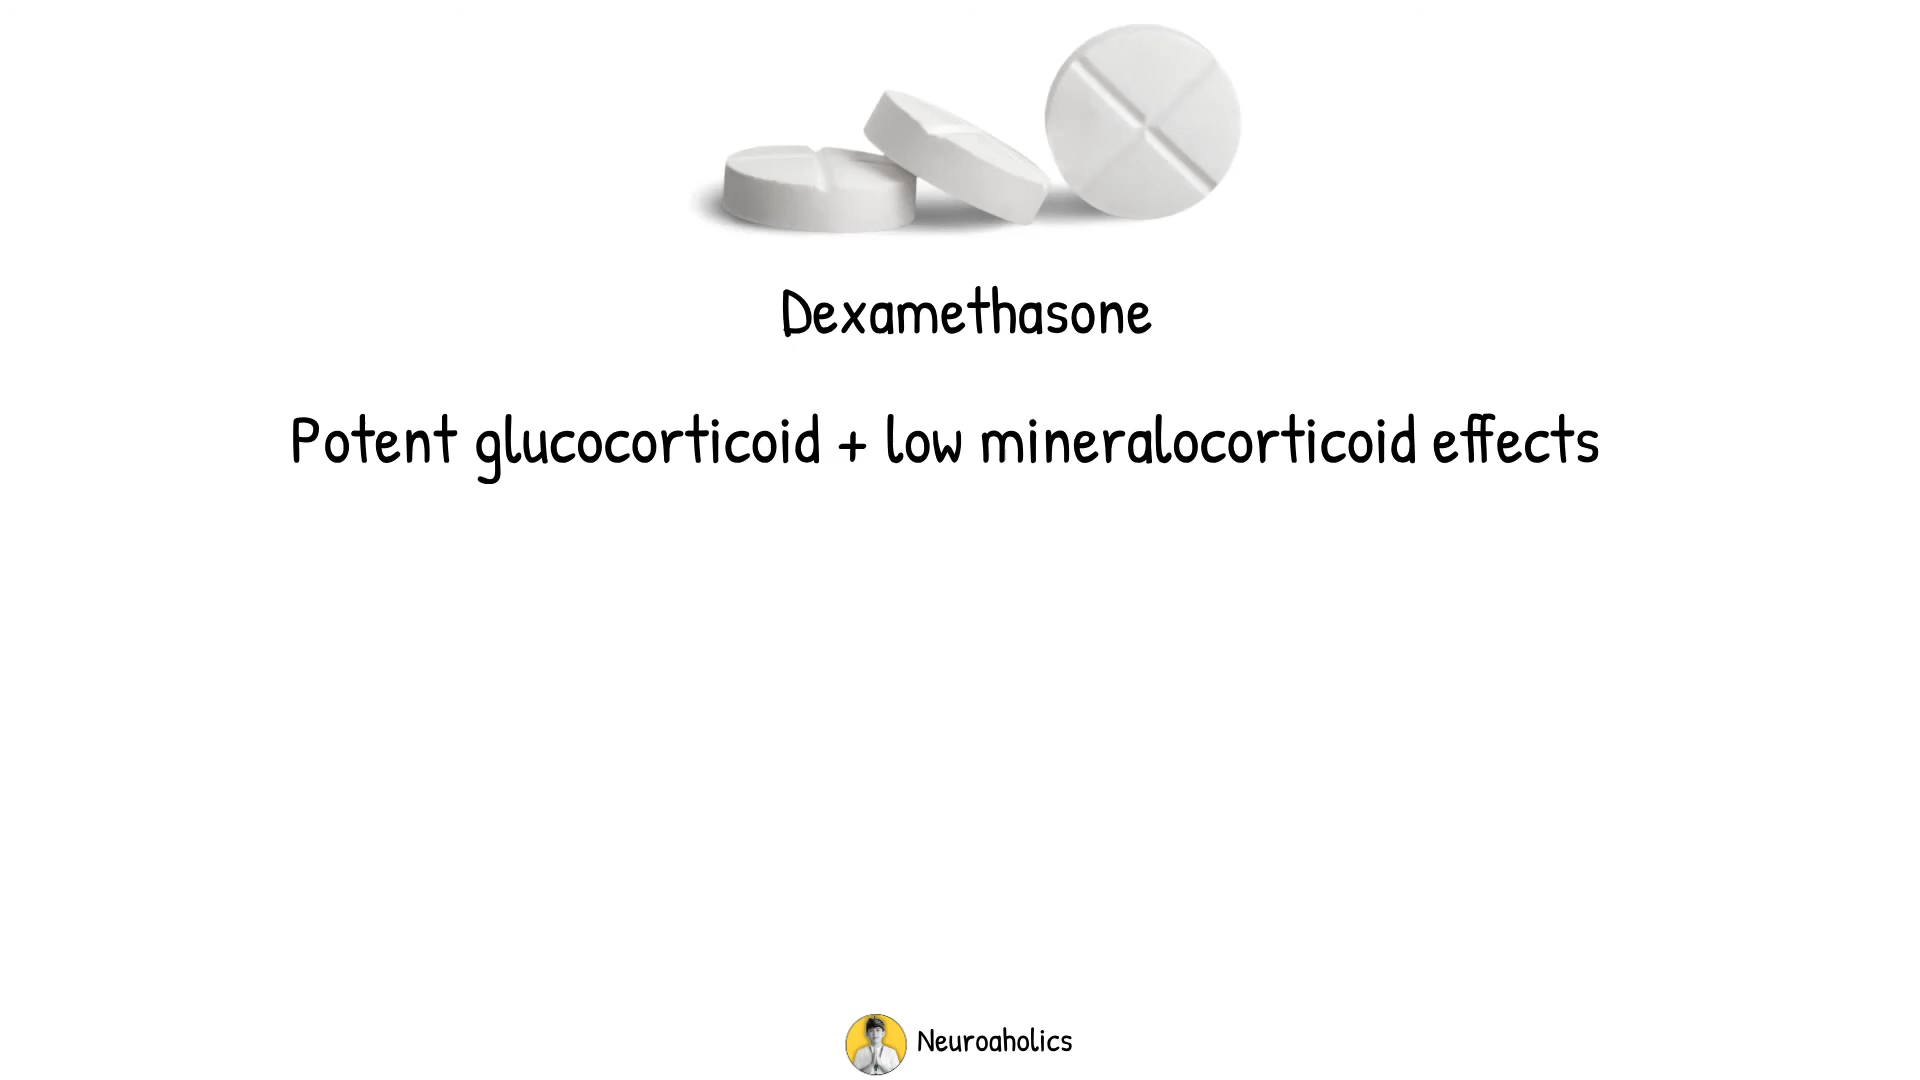 Dexamethasone
Potent glucocorticoid + low mineralocorticoid effects
Neuroaholics